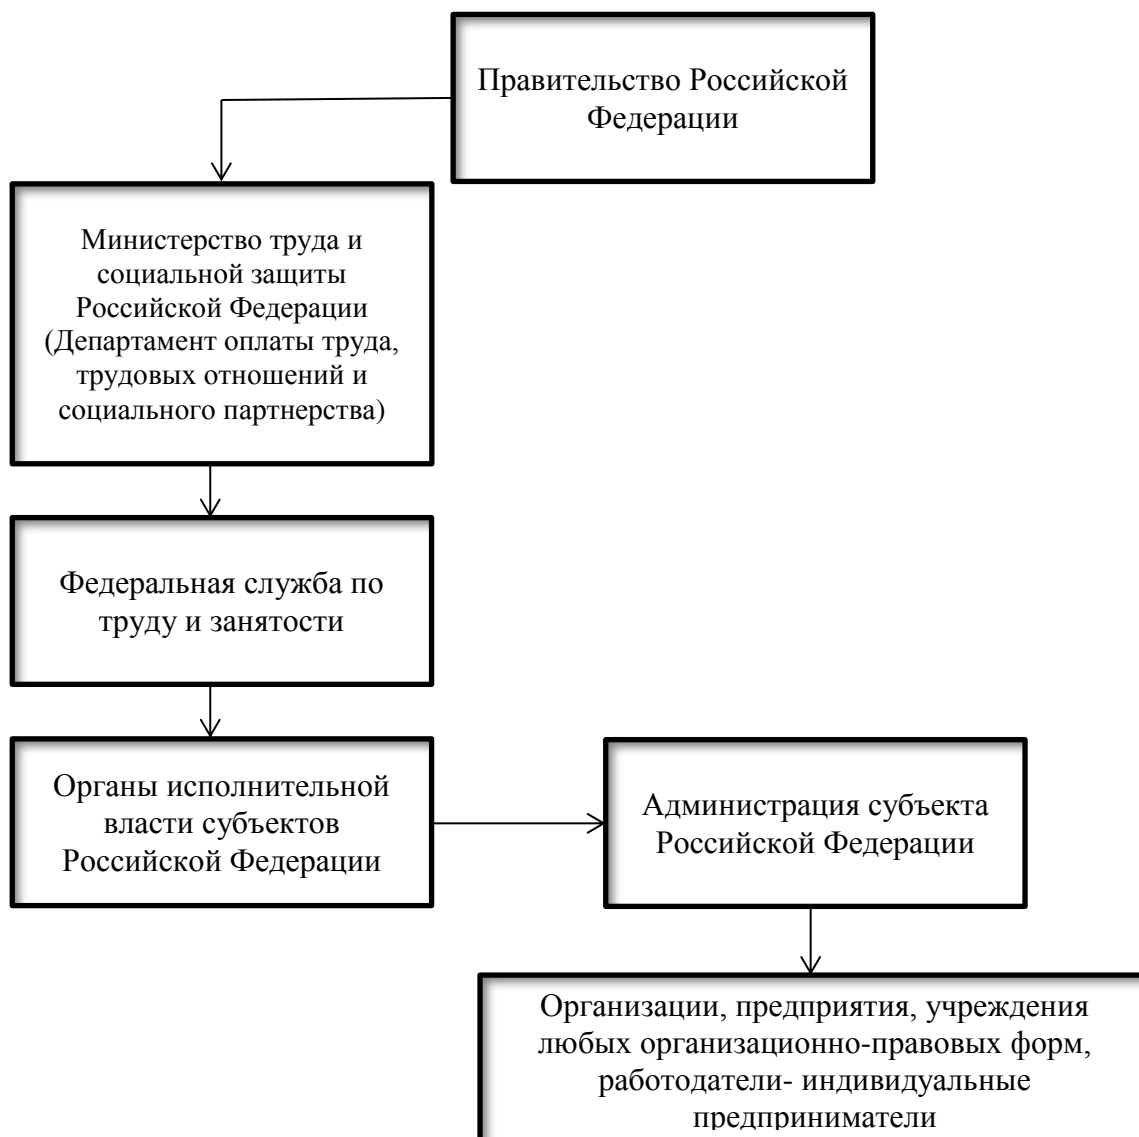 Правительство Российской
Федерации
Министерство труда и
социальной защиты
Российской Федерации
(Департамент оплаты труда,
трудовых отношений и
социального партнерства)
Федеральная служба по
труду и занятости
Органы исполнительной
власти субъектов
Российской Федерации
Администрация субъекта
Российской Федерации
Организации, предприятия, учреждения
любых организационно-правовых форм,
работодатели- индивидуальные
предприниматели